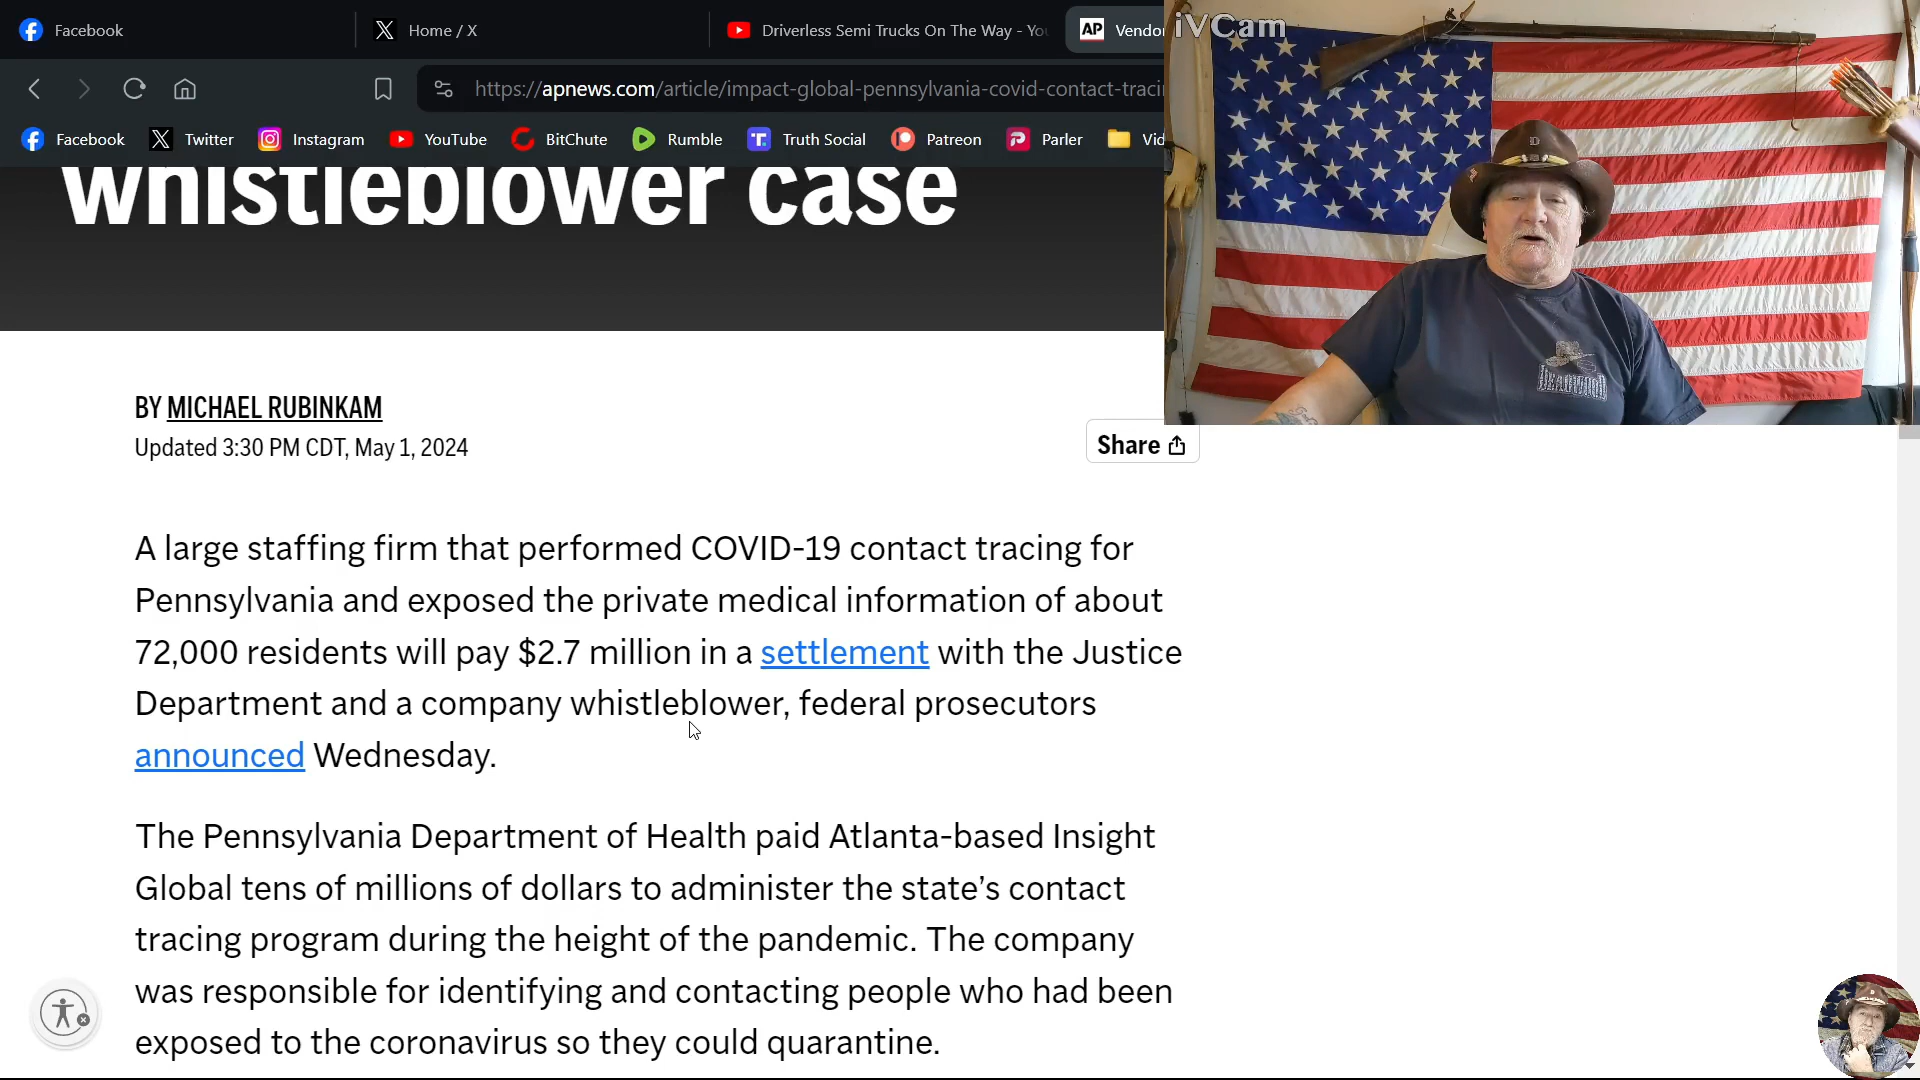 Facebook
Home / X
Driverless Semi Trucks On The Way - You
AP Vendor
iVCam
https://apnews.com/article/impact-global-pennsylvania-covid-contact-traci
Facebook Twitter Instagram YouTube BitChute Rumble Truth Social Patreon Parler Vid
whistleblower case
BY MICHAEL RUBINKAM
Updated 3:30 PM CDT, May 1, 2024
Share
A large staffing firm that performed COVID-19 contact tracing for
Pennsylvania and exposed the private medical information of about
72,000 residents will pay $2.7 million in a settlement with the Justice
Department and a company whistleblower, federal prosecutors
announced Wednesday.
The Pennsylvania Department of Health paid Atlanta-based Insight
Global tens of millions of dollars to administer the state’s contact
tracing program during the height of the pandemic. The company
was responsible for identifying and contacting people who had been
exposed to the coronavirus so they could quarantine.
DEADWOOD